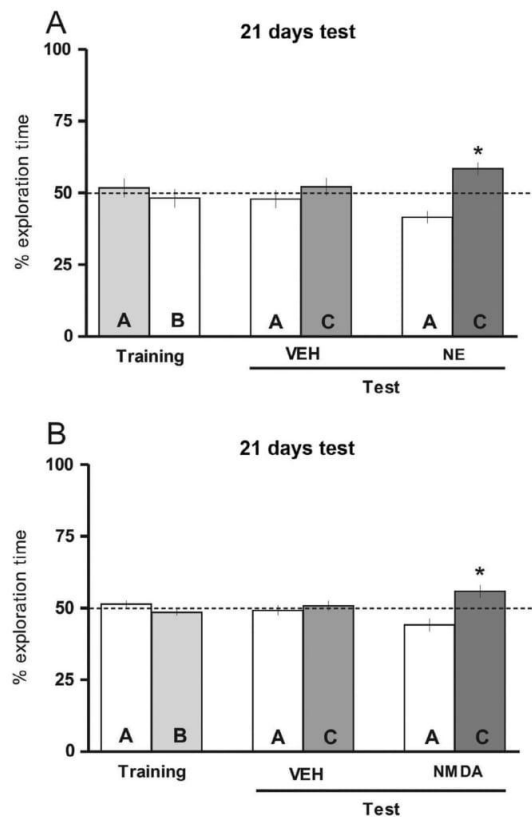 A
21 days test
% exploration time
100
75
50
25
0
*
A B A C A C
Training VEH NE
Test
B
21 days test
% exploration time
100
75
50
25
0
*
A B A C A C
Training VEH NMDA
Test